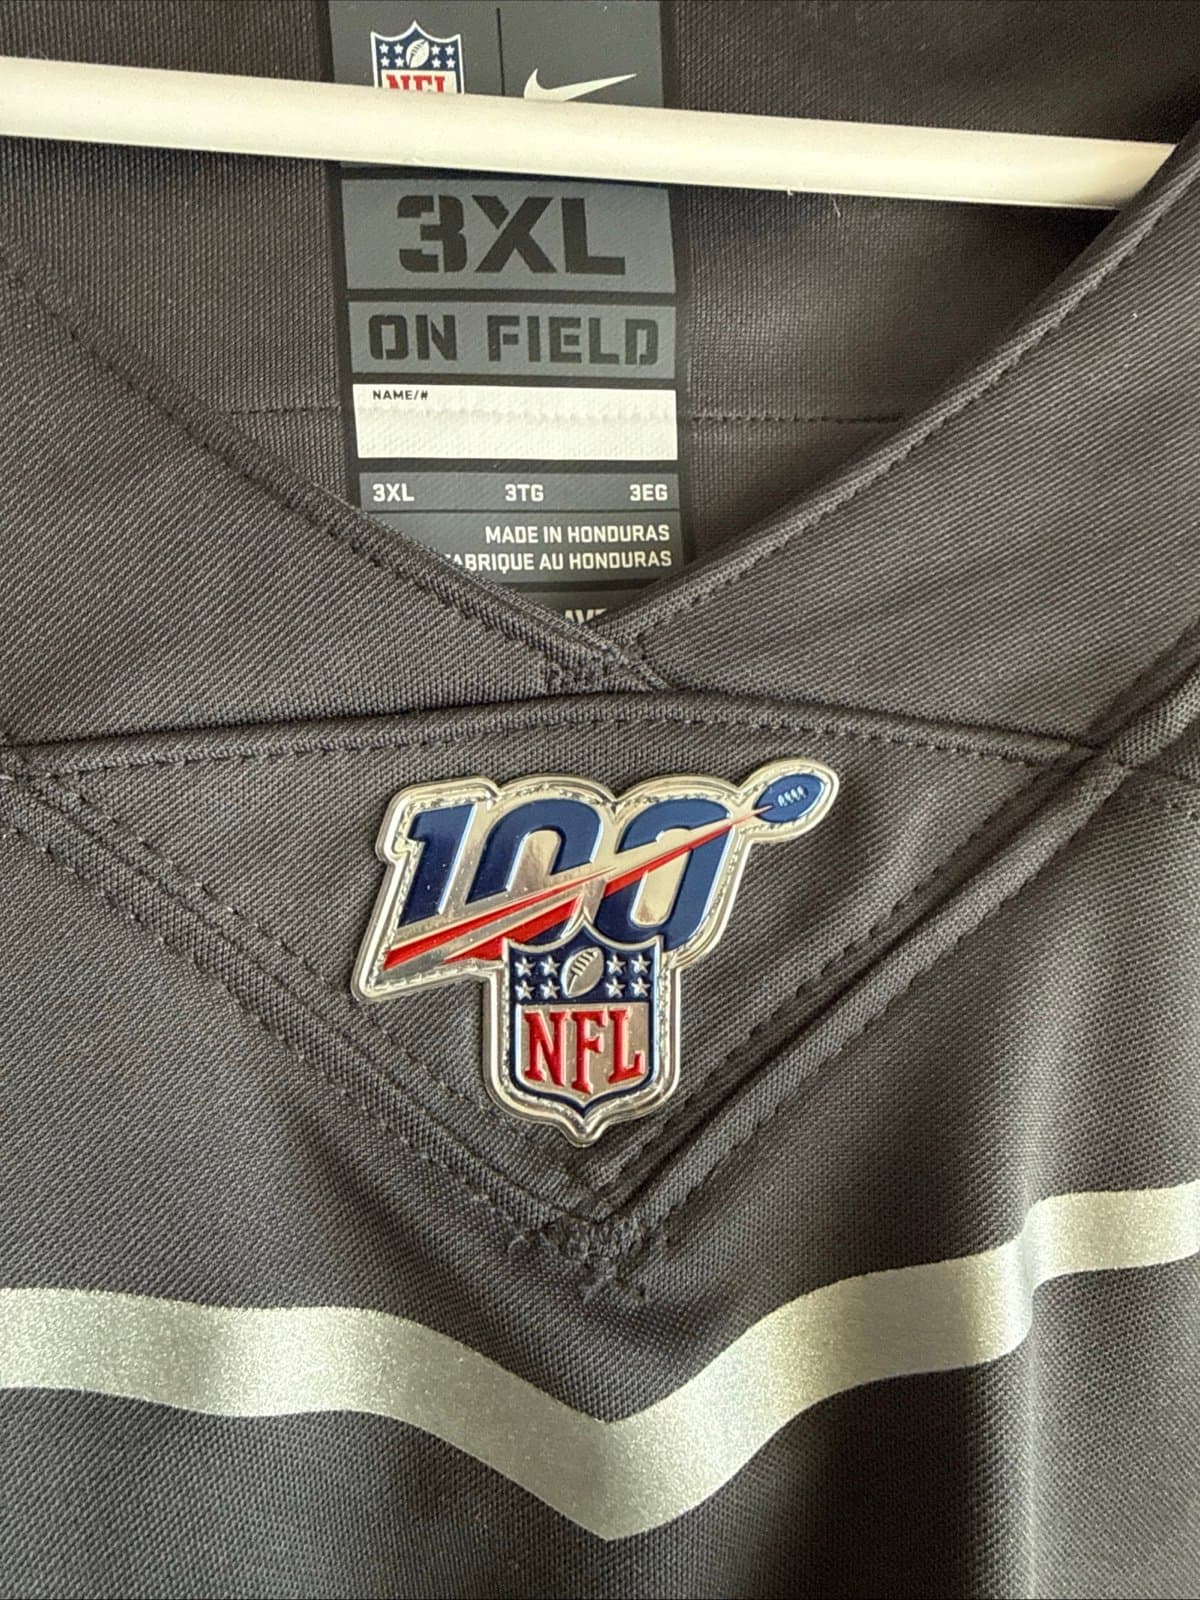 NFL
3XL
ON FIELD
NAME/#
3XL 3TG 3EG
MADE IN HONDURAS
FABRIQUE AU HONDURAS
100
NFL